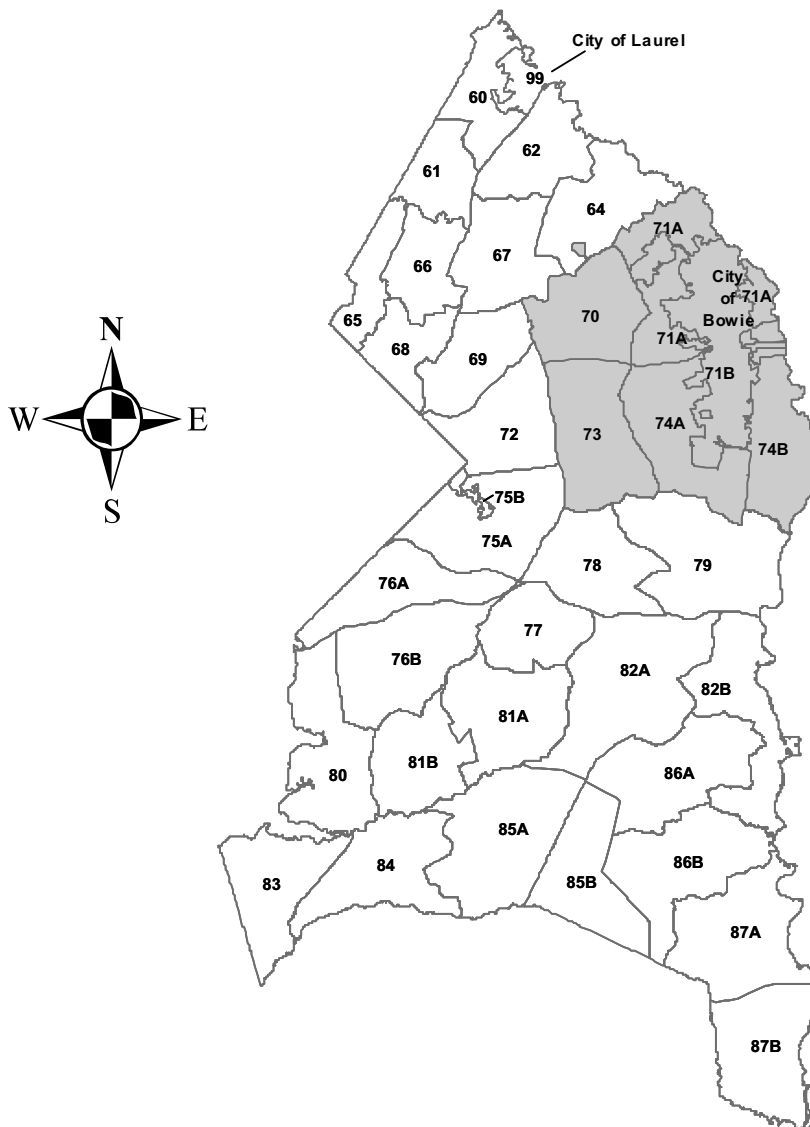 City of Laurel
99
60
62
61
64
71A
67
66
City
71A
of
Bowie
65
70
N
68
71A
69
71B
W
E
72
73
74A
74B
S
75B
75A
78
79
76A
77
76B
82A
82B
81A
81B
80
86A
85A
84
86B
83
85B
87A
87B